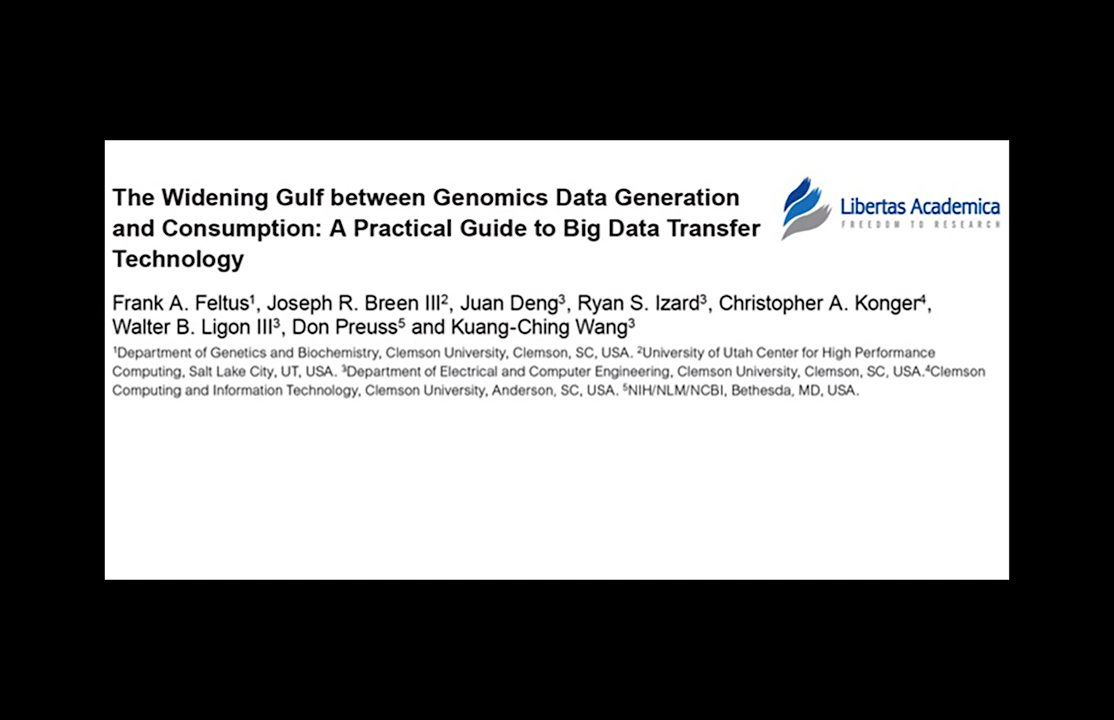 The Widening Gulf between Genomics Data Generation
and Consumption: A Practical Guide to Big Data Transfer
Technology
Libertas Academica
FREEDOM TO RESEARCH
Frank A. Feltus¹, Joseph R. Breen III², Juan Deng³, Ryan S. Izard³, Christopher A. Konger⁴,
Walter B. Ligon III³, Don Preuss⁵ and Kuang-Ching Wang³
¹Department of Genetics and Biochemistry, Clemson University, Clemson, SC, USA. ²University of Utah Center for High Performance
Computing, Salt Lake City, UT, USA. ³Department of Electrical and Computer Engineering, Clemson University, Clemson, SC, USA.⁴Clemson
Computing and Information Technology, Clemson University, Anderson, SC, USA. ⁵NIH/NLM/NCBI, Bethesda, MD, USA.